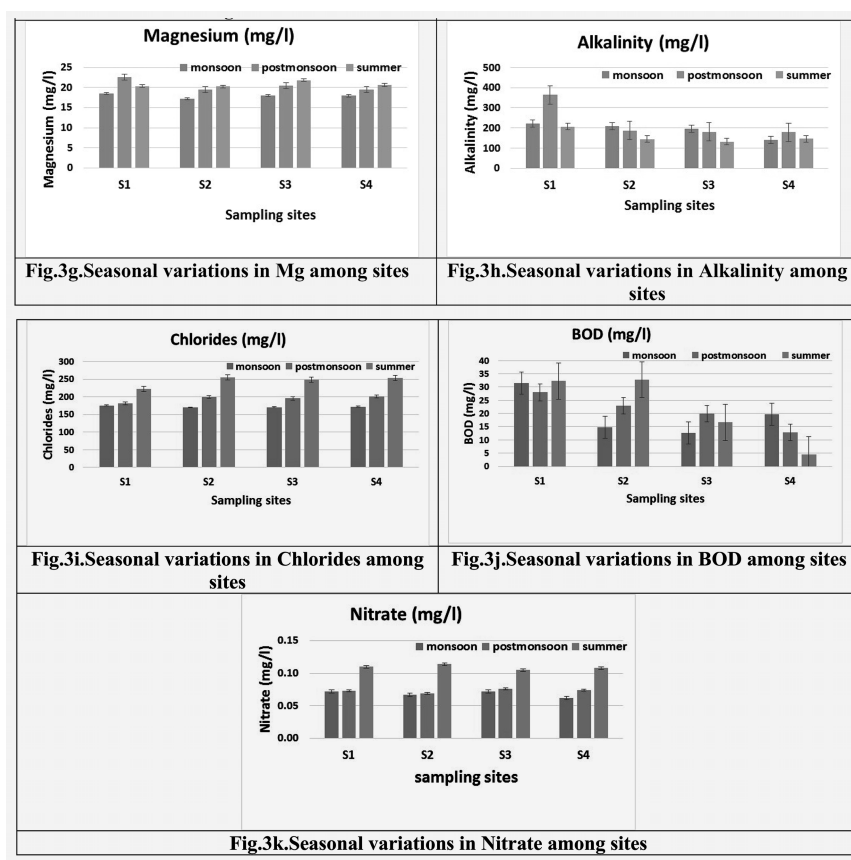 Magnesium (mg/l)
monsoon postmonsoon summer
Magnesium (mg/l)
25
20
15
10
5
0
S1 S2 S3 S4
Sampling sites
Fig.3g.Seasonal variations in Mg among sites
Alkalinity (mg/l)
monsoon postmonsoon summer
Alkalinity (mg/l)
500
400
300
200
100
0
S1 S2 S3 S4
Sampling sites
Fig.3h.Seasonal variations in Alkalinity among
sites
Chlorides (mg/l)
monsoon postmonsoon summer
Chlorides (mg/l)
300
250
200
150
100
50
0
S1 S2 S3 S4
Sampling sites
Fig.3i.Seasonal variations in Chlorides among
sites
BOD (mg/l)
monsoon postmonsoon summer
BOD (mg/l)
40
35
30
25
20
15
10
5
0
S1 S2 S3 S4
Sampling sites
Fig.3j.Seasonal variations in BOD among sites
Nitrate (mg/l)
monsoon postmonsoon summer
Nitrate (mg/l)
0.15
0.10
0.05
0.00
S1 S2 S3 S4
sampling sites
Fig.3k.Seasonal variations in Nitrate among sites